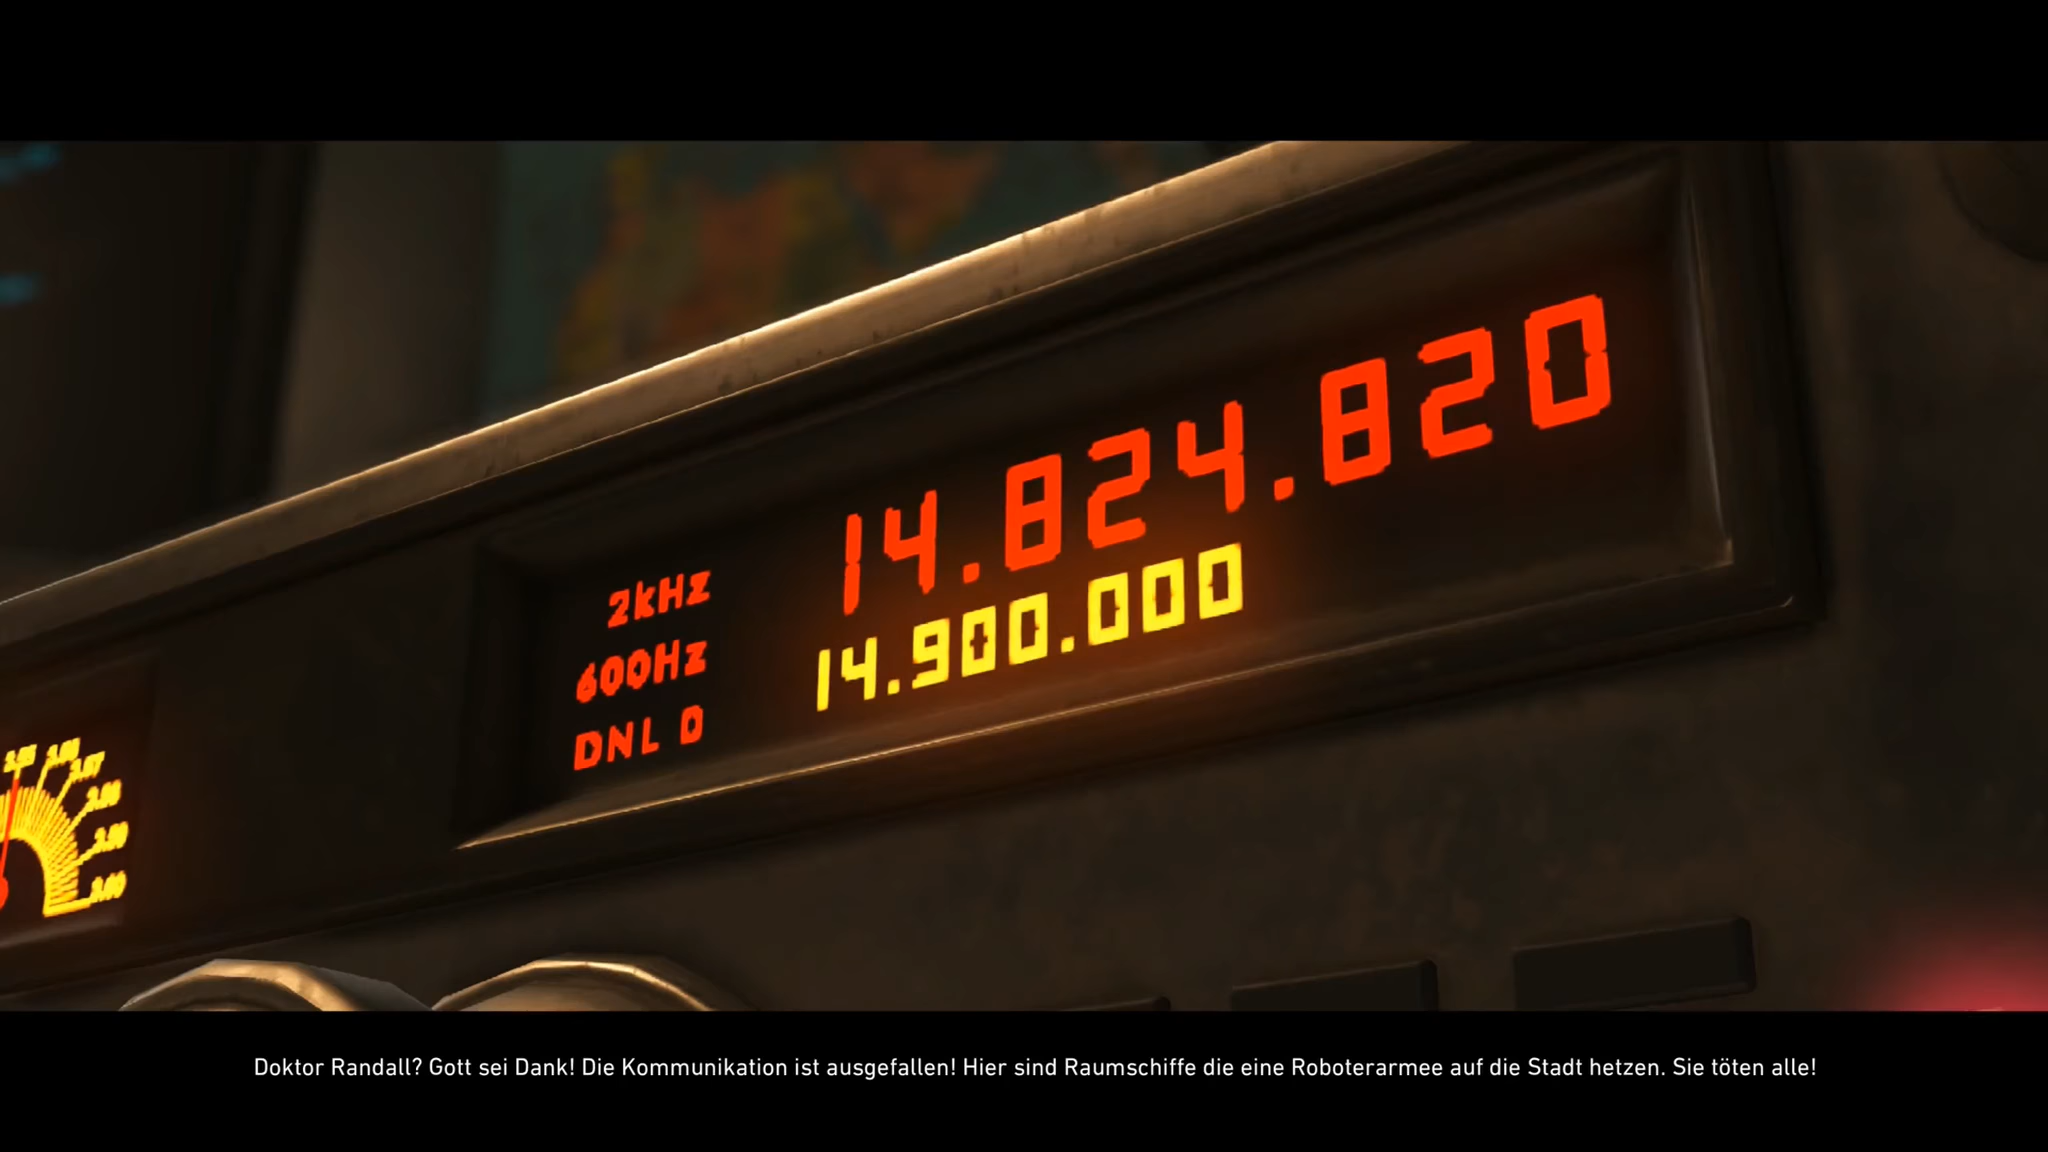 14.824.820
2kHz
14.900.000
600Hz
DNL 0
Doktor Randall? Gott sei Dank! Die Kommunikation ist ausgefallen! Hier sind Raumschiffe die eine Roboterarmee auf die Stadt hetzen. Sie töten alle!